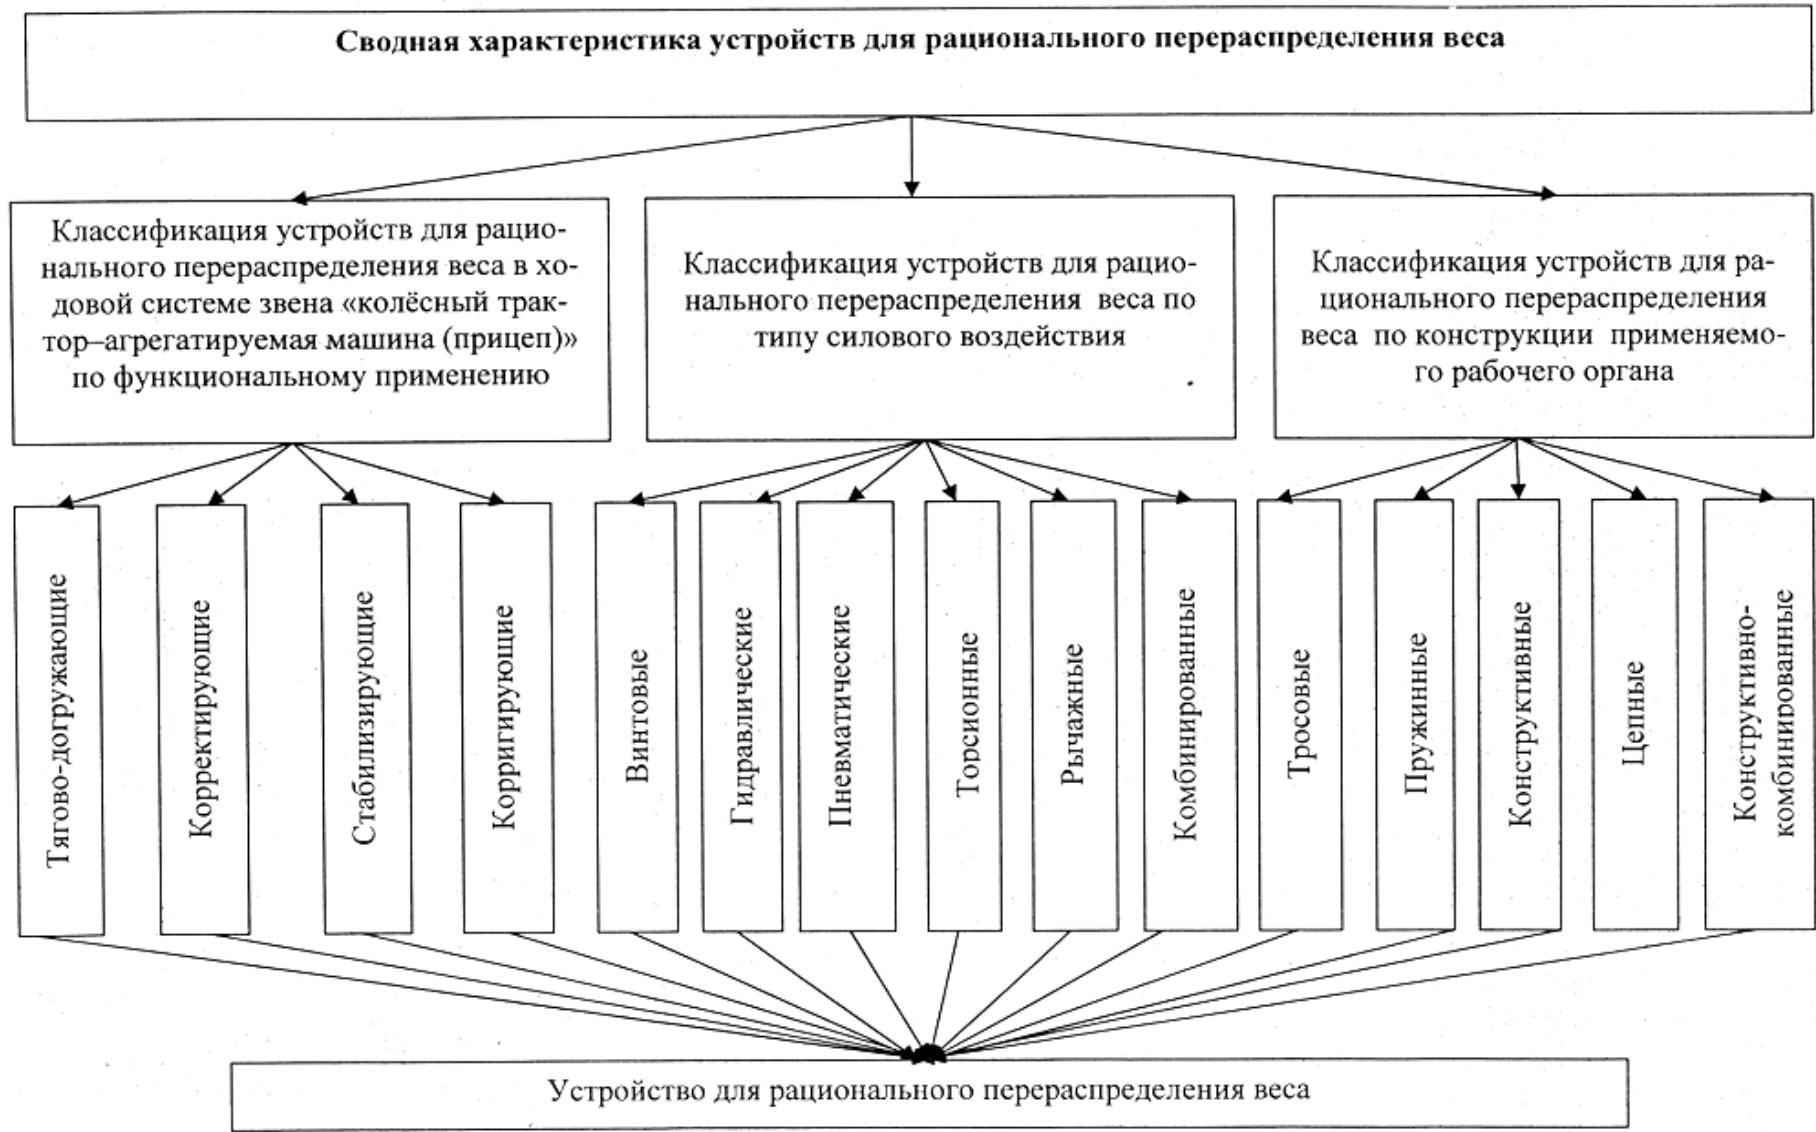 Сводная характеристика устройств для рационального перераспределения веса
Классификация устройств для рацио-
нального перераспределения веса в хо-
довой системе звена «колёсный трак-
тор–агрегатируемая машина (прицеп)»
по функциональному применению
Классификация устройств для рацио-
нального перераспределения веса по
типу силового воздействия
Классификация устройств для ра-
ционального перераспределения
веса по конструкции применяемо-
го рабочего органа
Тягово-догружающие
Корректирующие
Стабилизирующие
Корригирующие
Винтовые
Гидравлические
Пневматические
Торсионные
Рычажные
Комбинированные
Тросовые
Пружинные
Конструктивные
Цепные
Конструктивно-
комбинированные
Устройство для рационального перераспределения веса